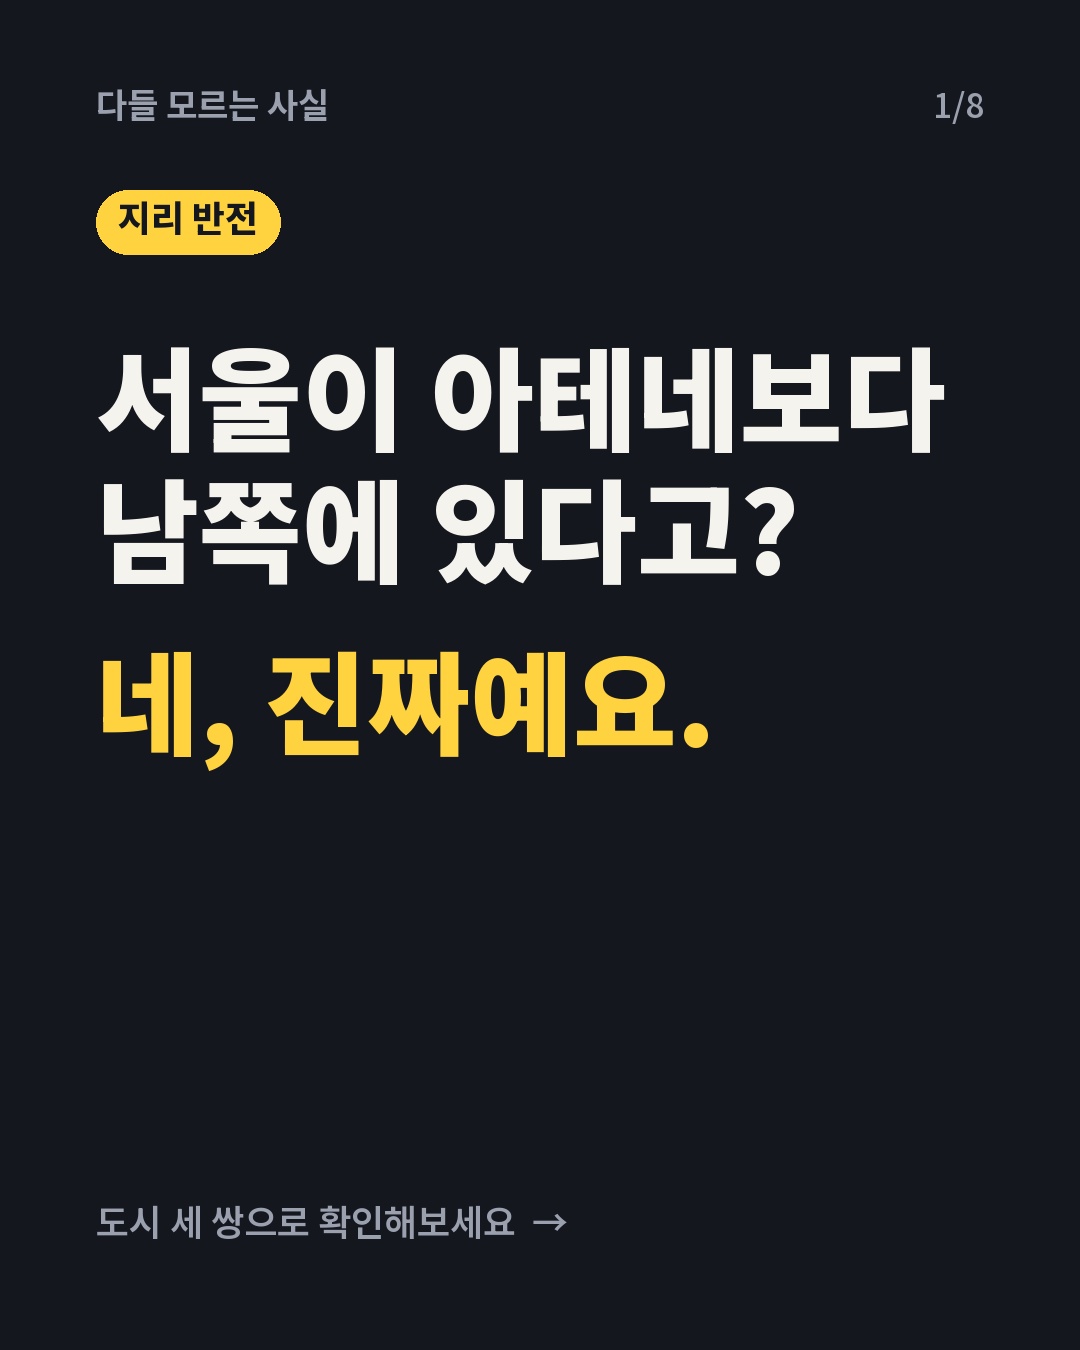 다들 모르는 사실
1/8
지리 반전
서울이 아테네보다
남쪽에 있다고?
네, 진짜예요.
도시 세 쌍으로 확인해보세요 →